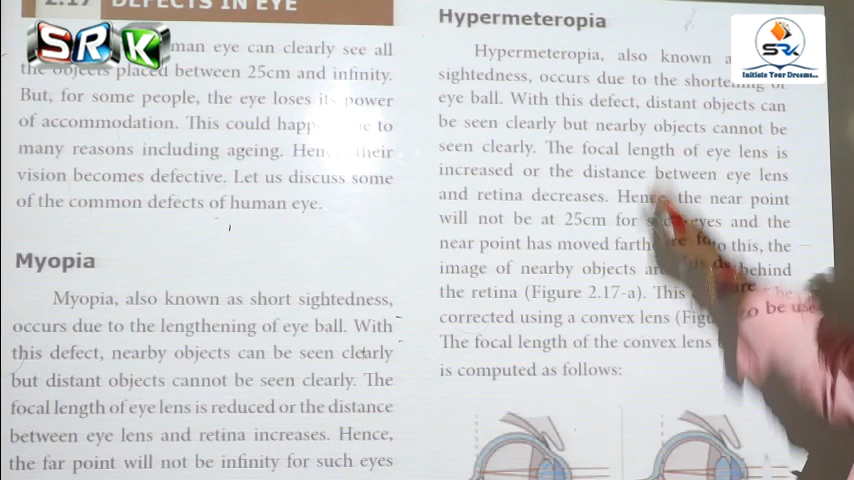 2.17 DEFECTS IN EYE
SRK
man eye can clearly see all
the objects placed between 25cm and infinity.
But, for some people, the eye loses its power
of accommodation. This could happ e to
many reasons including ageing. Hen their
vision becomes defective. Let us discuss some
of the common defects of human eye.
Myopia
Myopia, also known as short sightedness,
occurs due to the lengthening of eye ball. With
this defect, nearby objects can be seen clearly
but distant objects cannot be seen clearly. The
focal length of eye lens is reduced or the distance
between eye lens and retina increases. Hence,
the far point will not be infinity for such eyes
Hypermeteropia
Hypermeteropia, also known a
sightedness, occurs due to the shortening of
eye ball. With this defect, distant objects can
be seen clearly but nearby objects cannot be
seen clearly. The focal length of eye lens is
increased or the distance between eye lens
and retina decreases. Hence, the near point
will not be at 25cm for eyes and the
near point has moved farth this, the
image of nearby objects ar behind
the retina (Figure 2.17-a). This be
corrected using a convex lens (Figu
The focal length of the convex lens
is computed as follows:
to be use
SRK
Initiate Your Dreams...